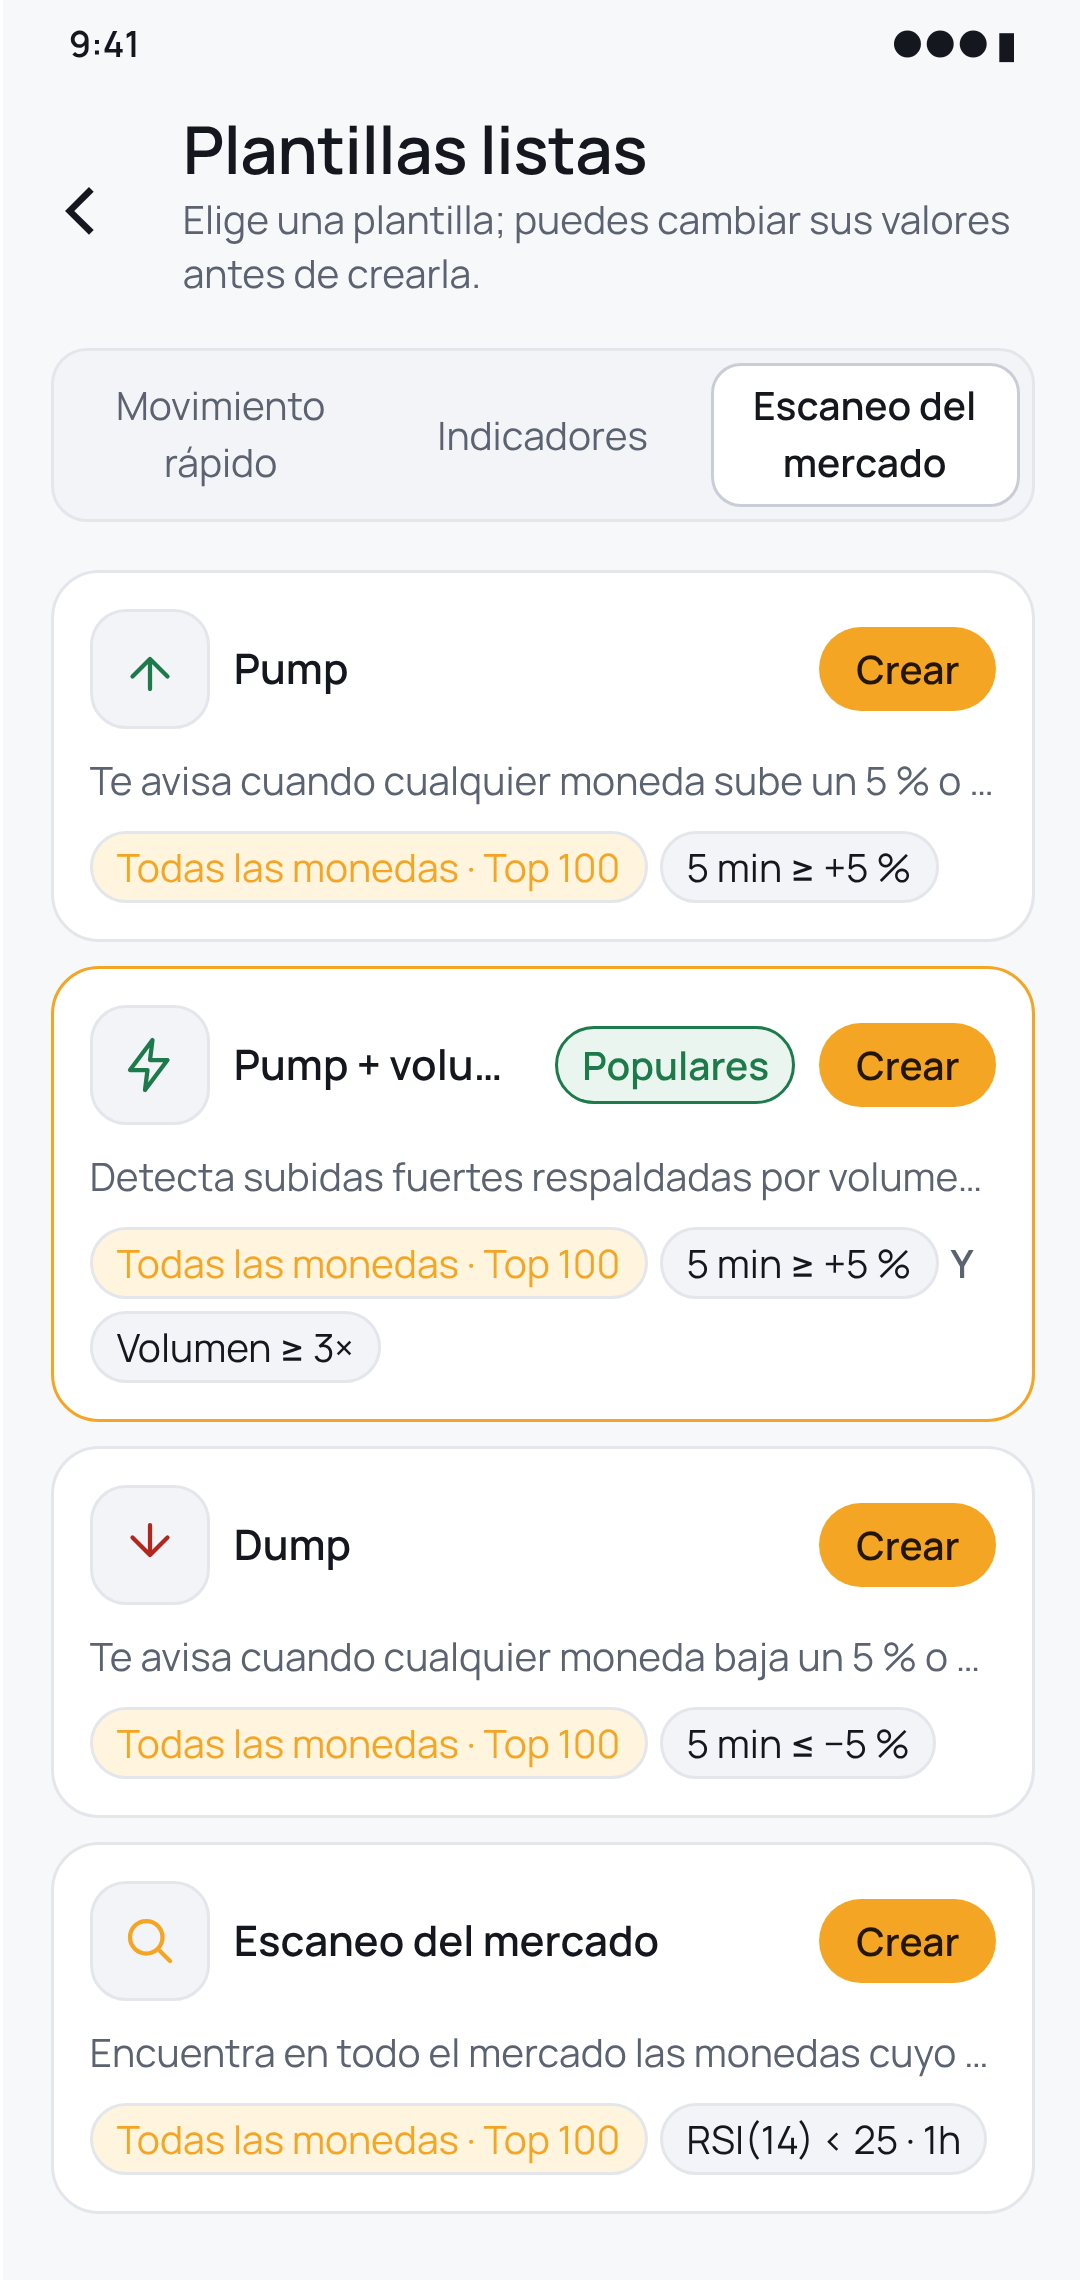 9:41
Plantillas listas
Elige una plantilla; puedes cambiar sus valores
antes de crearla.
Movimiento
rápido
Indicadores
Escaneo del
mercado
Pump
Crear
Te avisa cuando cualquier moneda sube un 5 % o ...
Todas las monedas · Top 100
5 min ≥ +5 %
Pump + volu...
Populares
Crear
Detecta subidas fuertes respaldadas por volume...
Todas las monedas · Top 100
5 min ≥ +5 %
Y
Volumen ≥ 3×
Dump
Crear
Te avisa cuando cualquier moneda baja un 5 % o ...
Todas las monedas · Top 100
5 min ≤ −5 %
Escaneo del mercado
Crear
Encuentra en todo el mercado las monedas cuyo ...
Todas las monedas · Top 100
RSI(14) < 25 · 1h